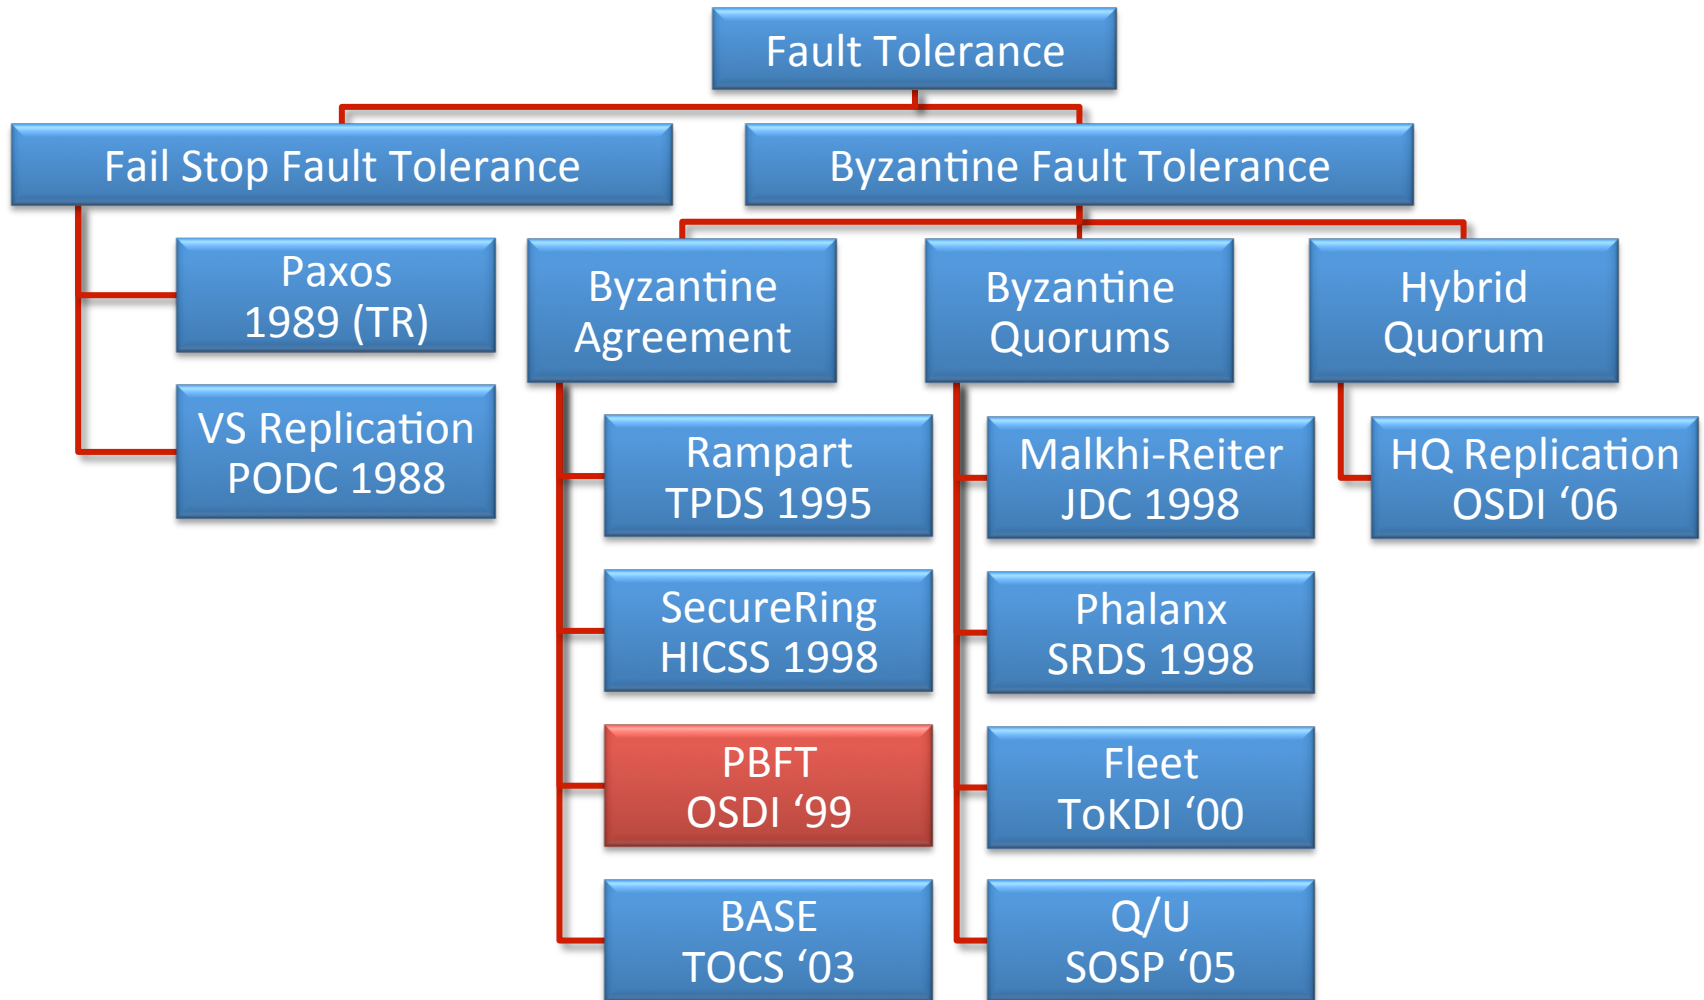 Fault Tolerance
Fail Stop Fault Tolerance
Byzantine Fault Tolerance
Paxos
1989 (TR)
VS Replication
PODC 1988
Byzantine
Agreement
Rampart
TPDS 1995
SecureRing
HICSS 1998
PBFT
OSDI ‘99
BASE
TOCS ‘03
Byzantine
Quorums
Malkhi-Reiter
JDC 1998
Phalanx
SRDS 1998
Fleet
ToKDI ‘00
Q/U
SOSP ‘05
Hybrid
Quorum
HQ Replication
OSDI ‘06